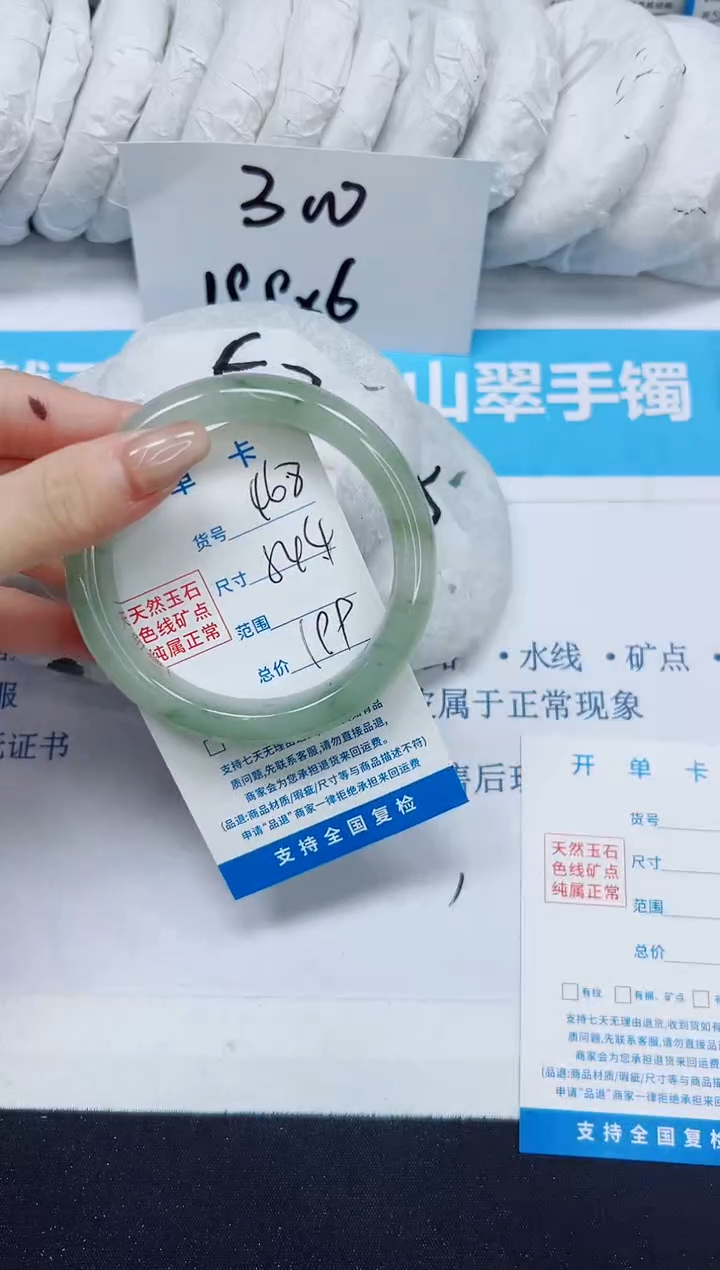 300
199x6
山翠手镯
单 卡
货号 468
尺寸 844
范围
总价 199
天然玉石
色线矿点
纯属正常
支持七天无理由退
质问题,先联系客服,请勿直接品退,
商家会为您承担退货来回运费。
(品退:商品材质/瑕疵/尺寸等与商品描述不符)
申请“品退”商家一律拒绝承担来回运费
支持全国复检
·水线 ·矿点
属于正常现象
服
证书
售后
开 单 卡
货号
尺寸
范围
总价
天然玉石
色线矿点
纯属正常
有纹 有棉、矿点
支持七天无理由退货,收到货如有
质问题,先联系客服,请勿直接品
商家会为您承担退货来回运
(品退:商品材质/瑕疵/尺寸等与商品描
申请“品退”商家一律拒绝承担来回
支持全国复检